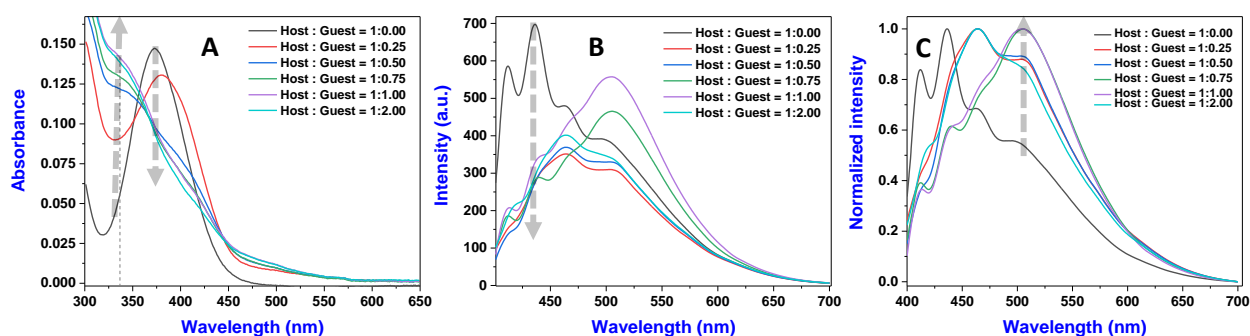 A
Host : Guest = 1:0.00
Host : Guest = 1:0.25
Host : Guest = 1:0.50
Host : Guest = 1:0.75
Host : Guest = 1:1.00
Host : Guest = 1:2.00
Absorbance
0.150
0.125
0.100
0.075
0.050
0.025
0.000
300 350 400 450 500 550 600 650
Wavelength (nm)
B
Host : Guest = 1:0.00
Host : Guest = 1:0.25
Host : Guest = 1:0.50
Host : Guest = 1:0.75
Host : Guest = 1:1.00
Host : Guest = 1:2.00
Intensity (a.u.)
700
600
500
400
300
200
100
0
450 500 550 600 650 700
Wavelength (nm)
C
Host : Guest = 1:0.00
Host : Guest = 1:0.25
Host : Guest = 1:0.50
Host : Guest = 1:0.75
Host : Guest = 1:1.00
Host : Guest = 1:2.00
Normalized intensity
1.0
0.8
0.6
0.4
0.2
0.0
400 450 500 550 600 650 700
Wavelength (nm)